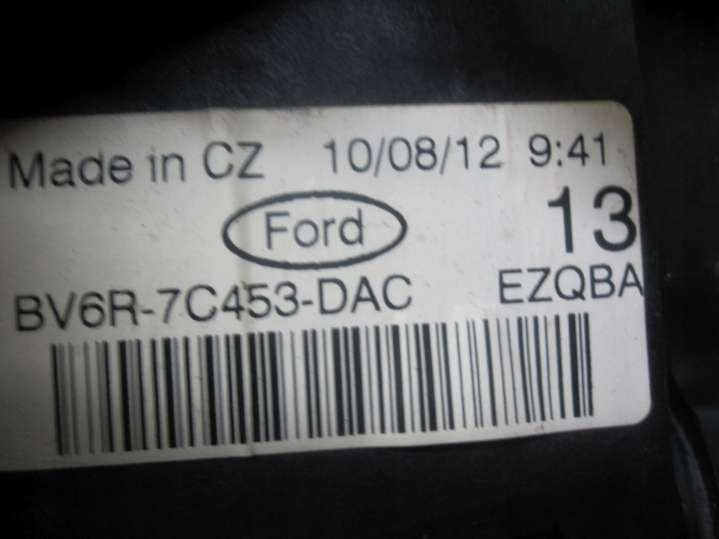 Made in CZ 10/08/12 9:41
Ford 13
BV6R-7C453-DAC EZQBA